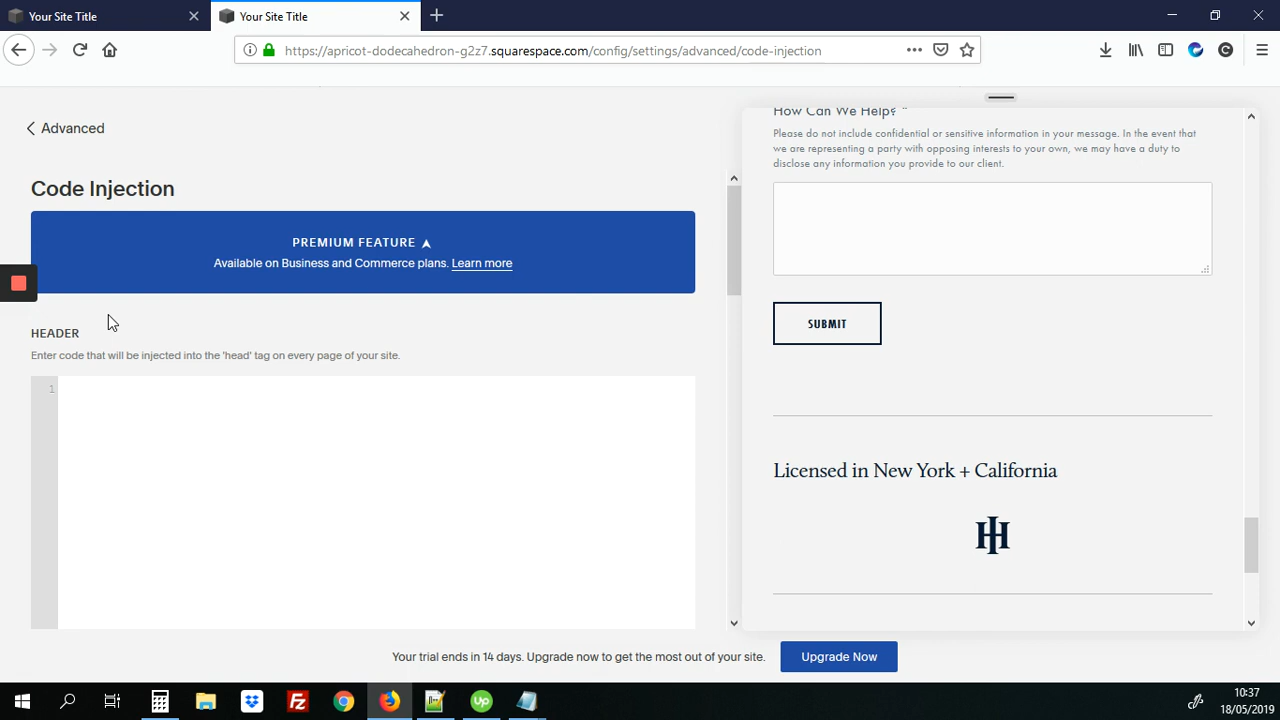 Your Site Title
Your Site Title
https://apricot-dodecahedron-g2z7.squarespace.com/config/settings/advanced/code-injection
Advanced
Code Injection
PREMIUM FEATURE
Available on Business and Commerce plans. Learn more
HEADER
Enter code that will be injected into the 'head' tag on every page of your site.
1
How Can We Help? *
Please do not include confidential or sensitive information in your message. In the event that
we are representing a party with opposing interests to your own, we may have a duty to
disclose any information you provide to our client.
SUBMIT
Licensed in New York + California
Your trial ends in 14 days. Upgrade now to get the most out of your site.
Upgrade Now
10:37
18/05/2019